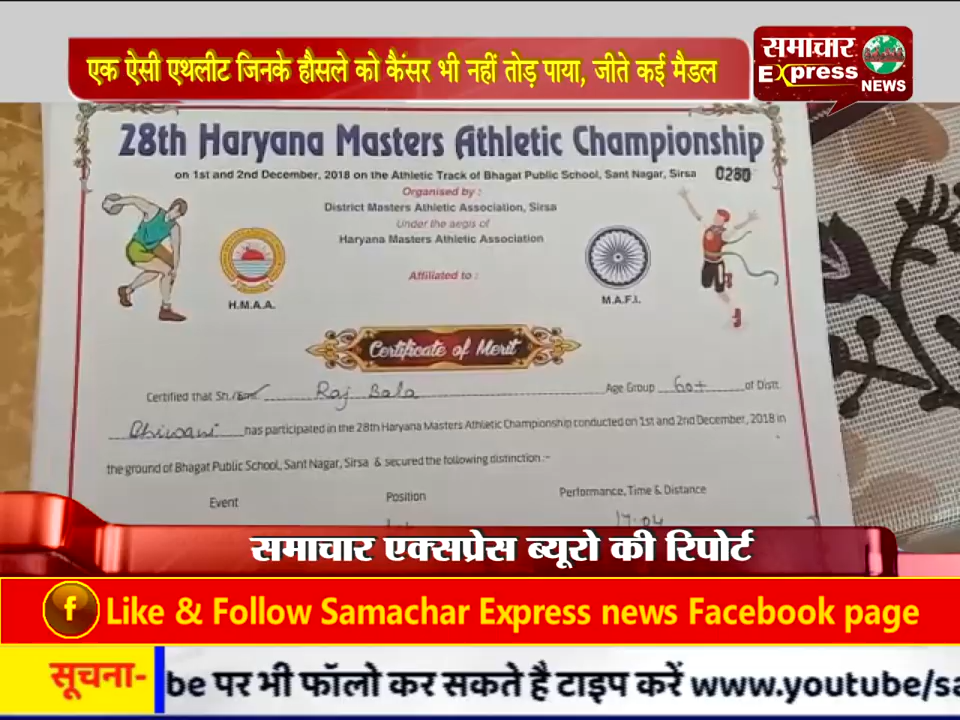 एक ऐसी एथलीट जिनके हौसले को कैंसर भी नहीं तोड़ पाया, जीते कई मैडल
समाचार
Express
NEWS
28th Haryana Masters Athletic Championship
on 1st and 2nd December, 2018 on the Athletic Track of Bhagat Public School, Sant Nagar, Sirsa 0280
Organised by :
District Masters Athletic Association, Sirsa
Under the aegis of
Haryana Masters Athletic Association
Affiliated to :
H.M.A.A.
M.A.F.I.
Certificate of Merit
Certified that Sh./Smt. Raj Bala Age Group 60+ of Distt.
Bhiwani has participated in the 28th Haryana Masters Athletic Championship conducted on 1st and 2nd December, 2018 in
the ground of Bhagat Public School, Sant Nagar, Sirsa & secured the following distinction :-
Event Position Performance, Time & Distance
17.04
समाचार एक्सप्रेस ब्यूरो की रिपोर्ट
f Like & Follow Samachar Express news Facebook page
सूचना- be पर भी फॉलो कर सकते है टाइप करें www.youtube/sa